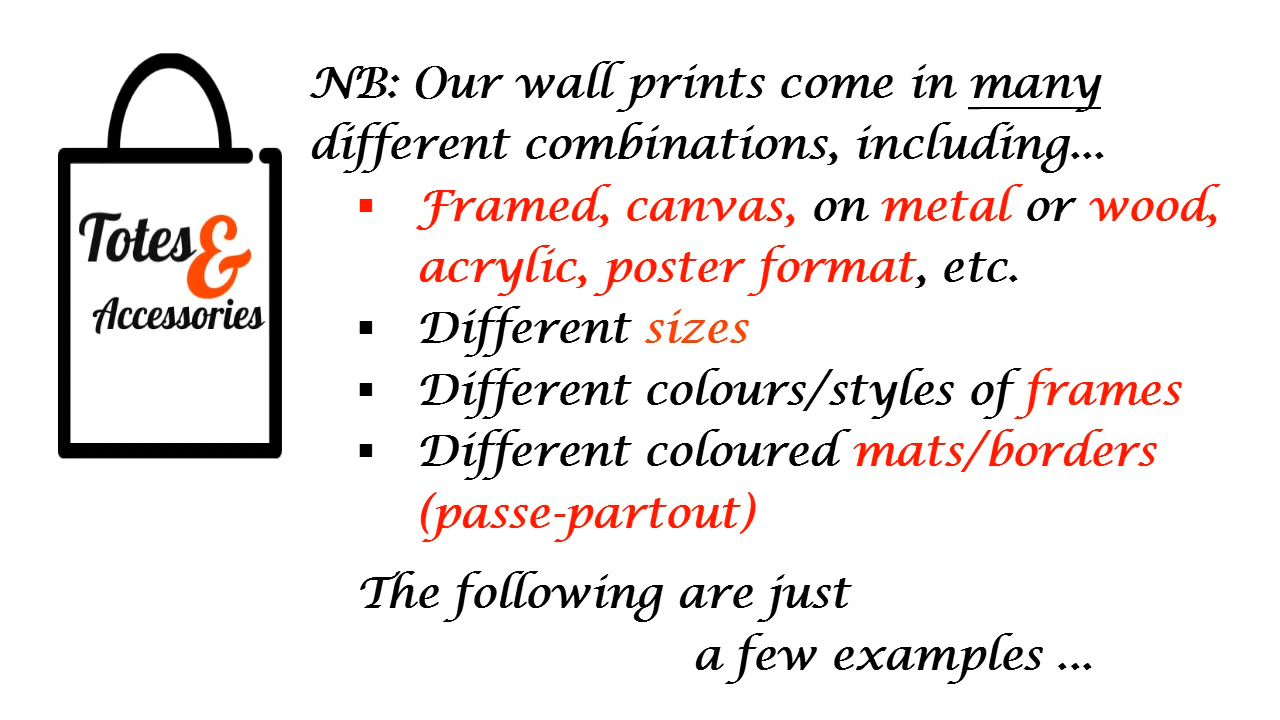 Totes&
Accessories
NB: Our wall prints come in many
different combinations, including...
▪ Framed, canvas, on metal or wood,
acrylic, poster format, etc.
▪ Different sizes
▪ Different colours/styles of frames
▪ Different coloured mats/borders
(passe-partout)
The following are just
a few examples ...